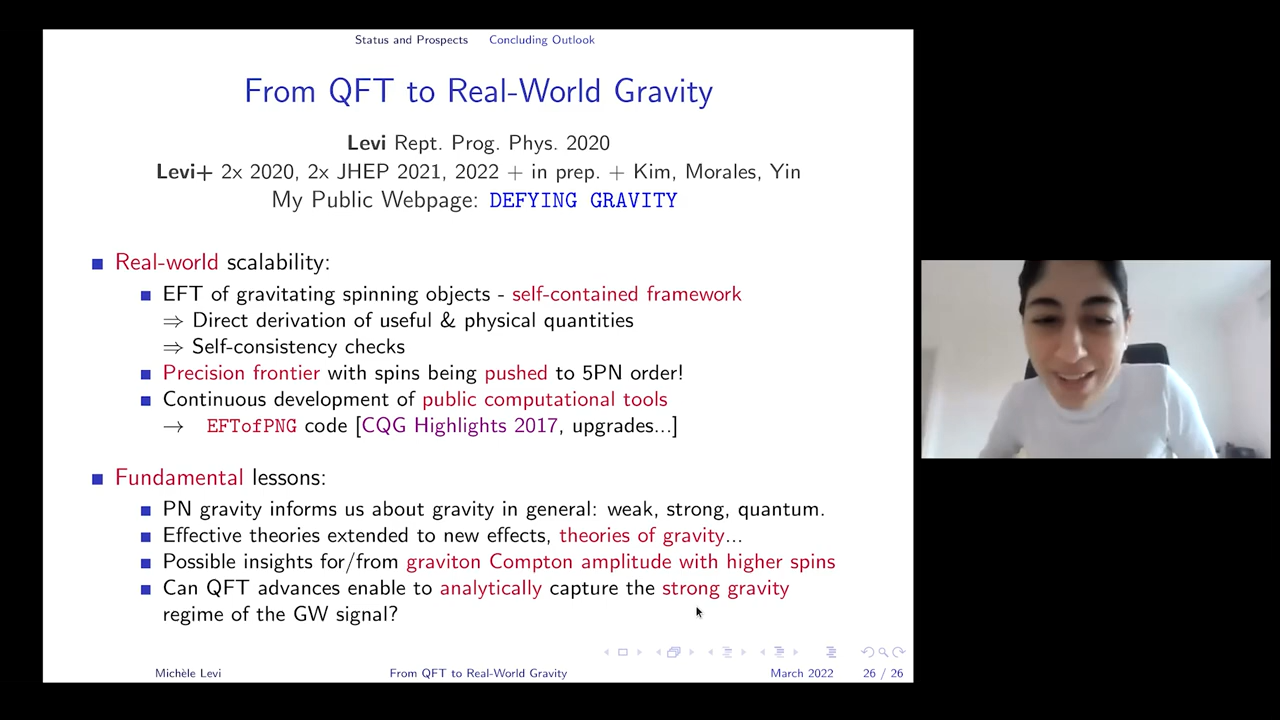 Status and Prospects Concluding Outlook
From QFT to Real-World Gravity
Levi Rept. Prog. Phys. 2020
Levi+ 2x 2020, 2x JHEP 2021, 2022 + in prep. + Kim, Morales, Yin
My Public Webpage: DEFYING GRAVITY
Real-world scalability:
EFT of gravitating spinning objects - self-contained framework
⇒ Direct derivation of useful & physical quantities
⇒ Self-consistency checks
Precision frontier with spins being pushed to 5PN order!
Continuous development of public computational tools
→ EFTofPNG code [CQG Highlights 2017, upgrades...]
Fundamental lessons:
PN gravity informs us about gravity in general: weak, strong, quantum.
Effective theories extended to new effects, theories of gravity...
Possible insights for/from graviton Compton amplitude with higher spins
Can QFT advances enable to analytically capture the strong gravity
regime of the GW signal?
Michèle Levi From QFT to Real-World Gravity March 2022 26 / 26